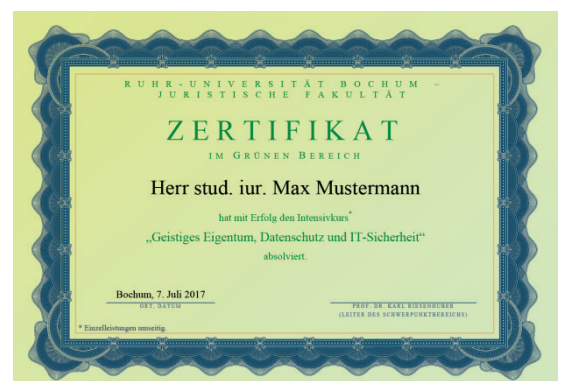 RUHR-UNIVERSITÄT BOCHUM –
JURISTISCHE FAKULTÄT
ZERTIFIKAT
IM GRÜNEN BEREICH
Herr stud. iur. Max Mustermann
hat mit Erfolg den Intensivkurs*
„Geistiges Eigentum, Datenschutz und IT-Sicherheit“
absolviert.
Bochum, 7. Juli 2017
ORT, DATUM
PROF. DR. KARL RIESENHUBER
(LEITER DES SCHWERPUNKTBEREICHS)
* Einzelleistungen umseitig.